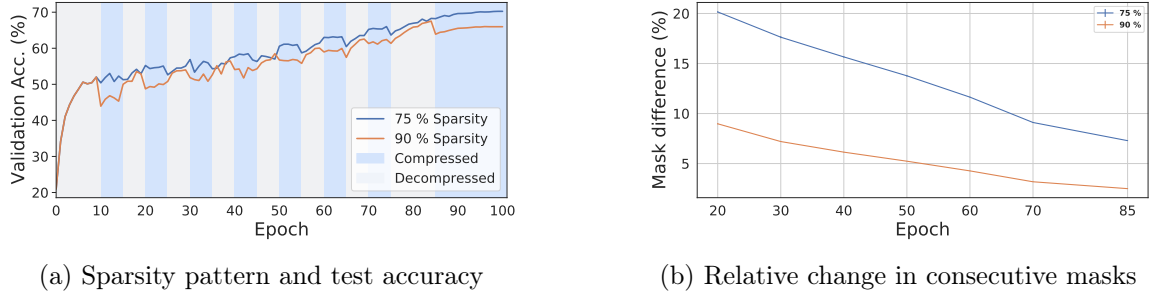 Validation Acc. (%)
70
60
50
40
30
20
75 % Sparsity
90 % Sparsity
Compressed
Decompressed
0 10 20 30 40 50 60 70 80 90 100
Epoch
(a) Sparsity pattern and test accuracy
Mask difference (%)
20
15
10
5
75 %
90 %
20 30 40 50 60 70 85
Epoch
(b) Relative change in consecutive masks